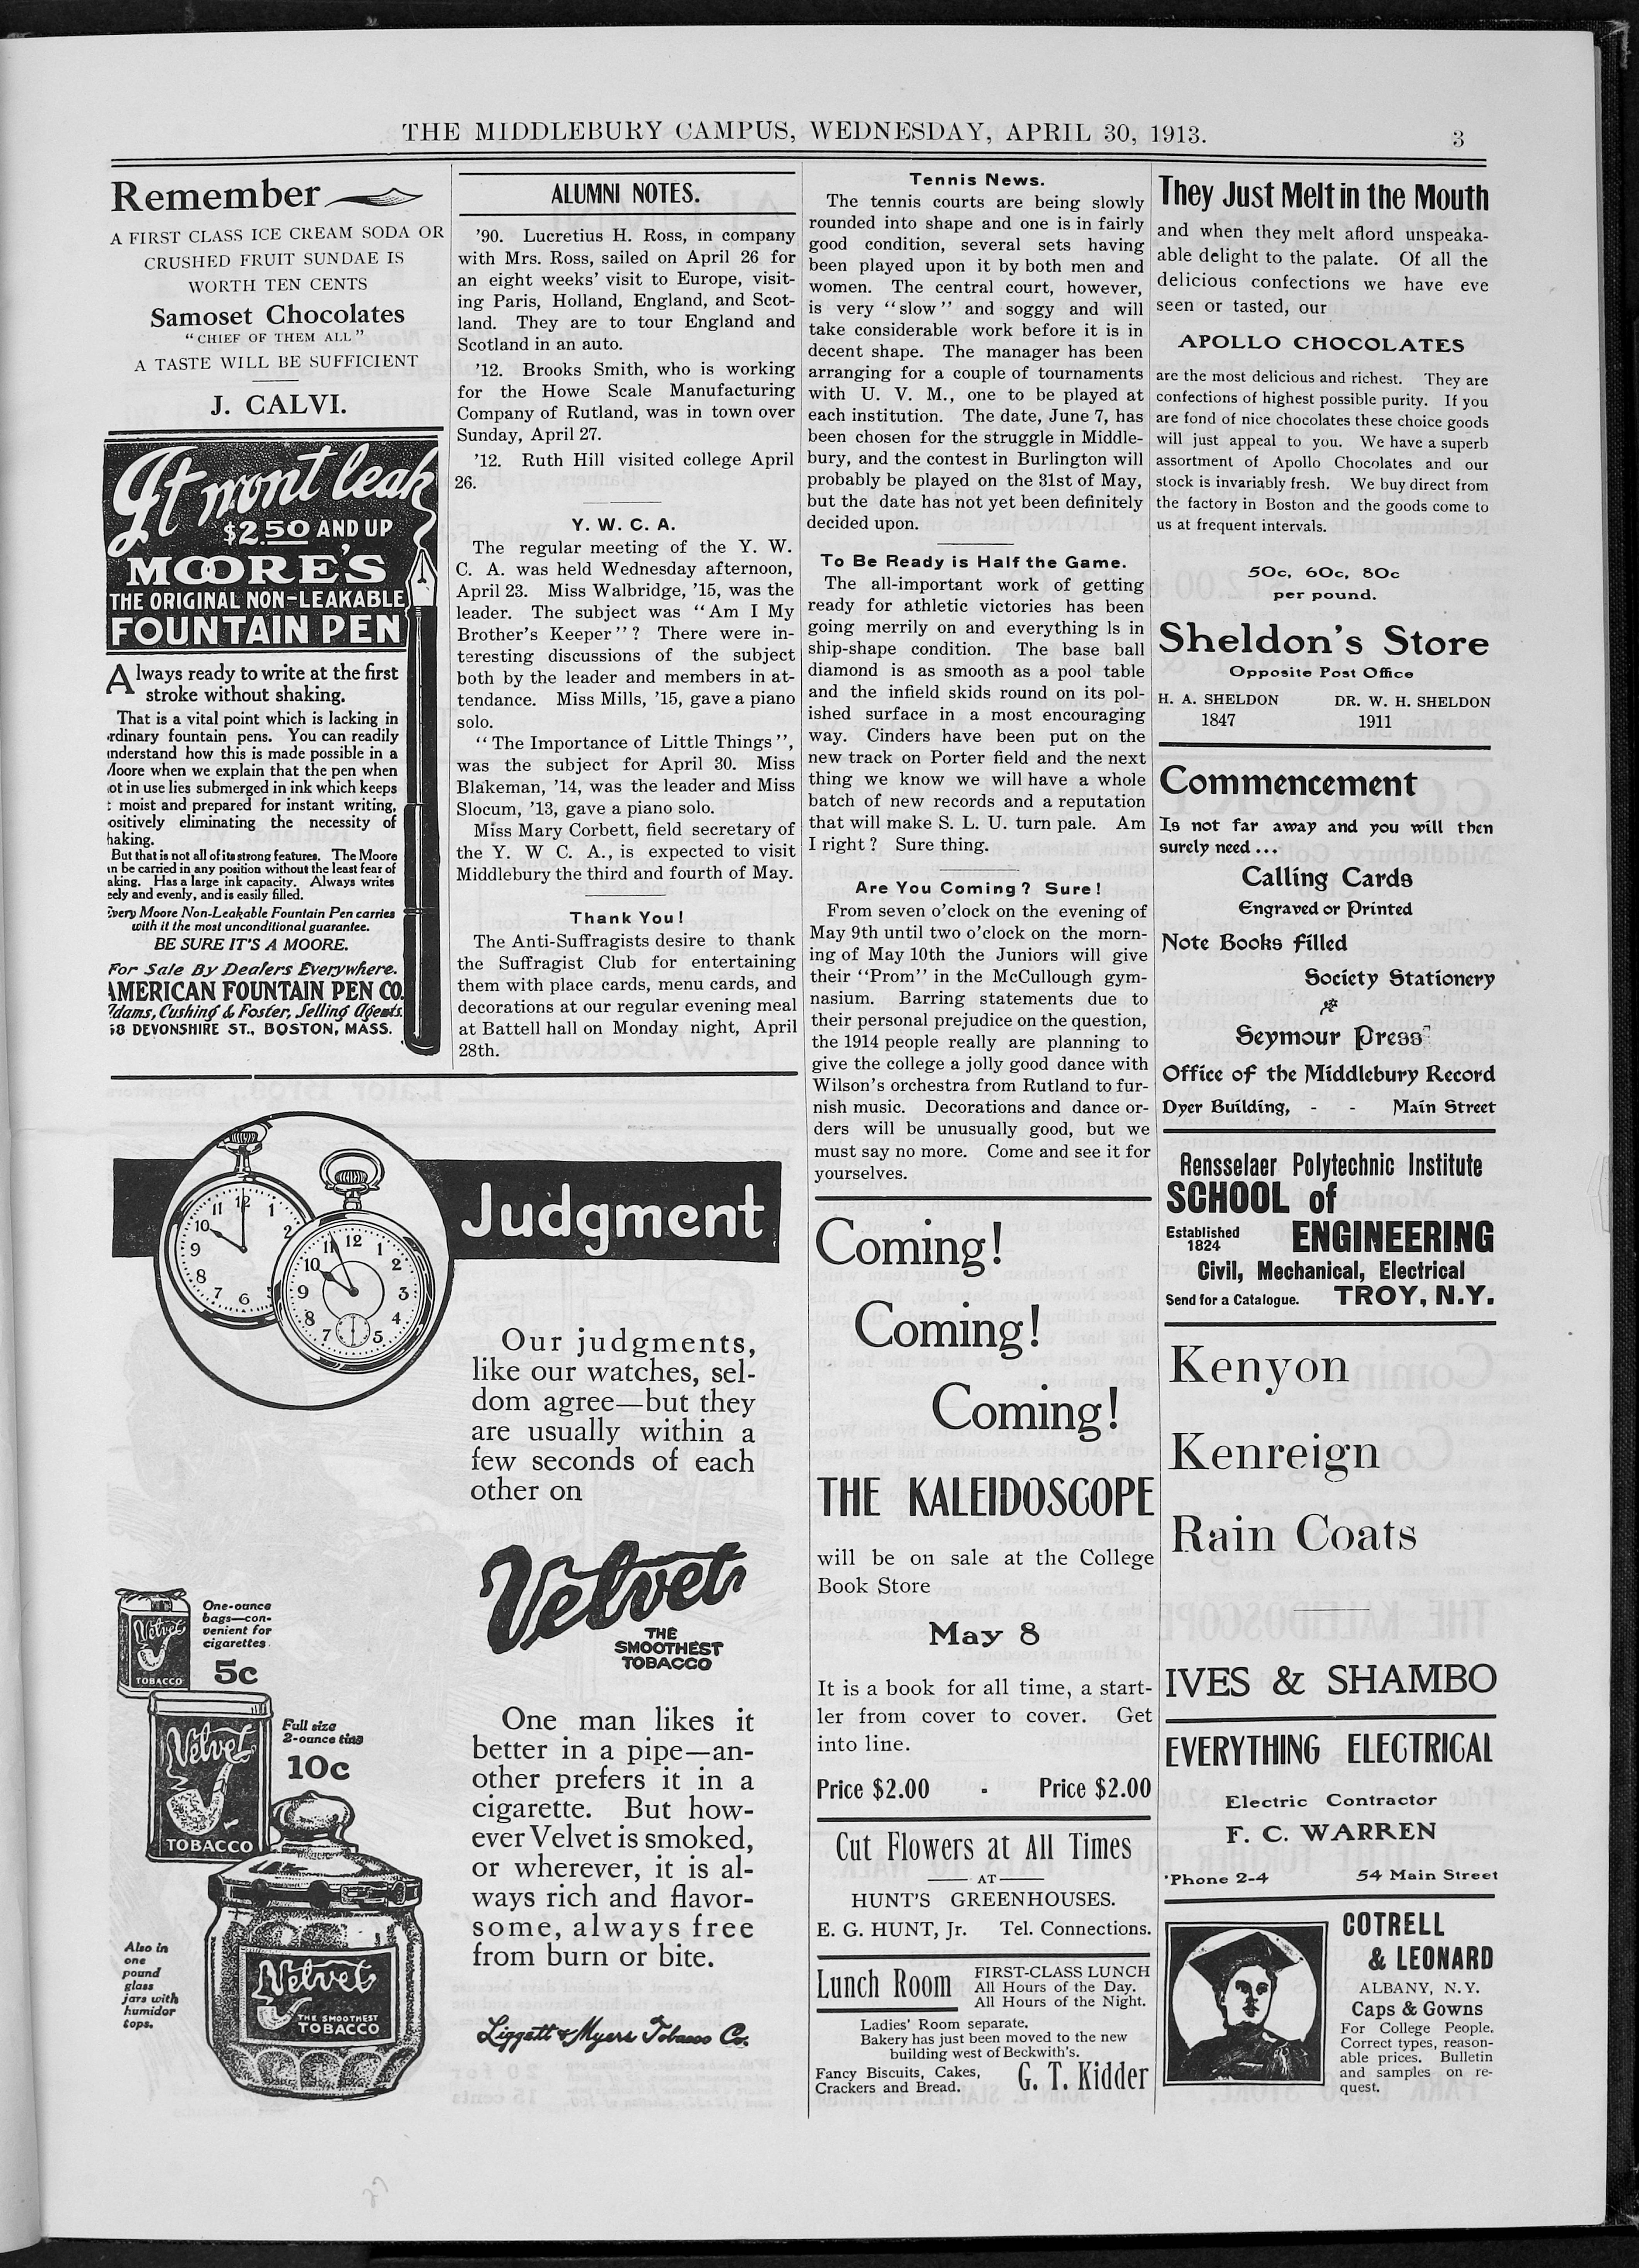 THE MIDDLEBURY CAMPUS, WEDNESDAY, APRIL 30, 1913.
3
Remember
A FIRST CLASS ICE CREAM SODA OR
CRUSHED FRUIT SUNDAE IS
WORTH TEN CENTS
Samoset Chocolates
"CHIEF OF THEM ALL"
A TASTE WILL BE SUFFICIENT
J. CALVI.
It wont leak
$2.50 AND UP
MOORE'S
THE ORIGINAL NON-LEAKABLE
FOUNTAIN PEN
Always ready to write at the first
stroke without shaking.
That is a vital point which is lacking in
rdinary fountain pens. You can readily
nderstand how this is made possible in a
Moore when we explain that the pen when
ot in use lies submerged in ink which keeps
t moist and prepared for instant writing,
ositively eliminating the necessity of
haking.
But that is not all of its strong features. The Moore
an be carried in any position without the least fear of
aking. Has a large ink capacity. Always writes
eely and evenly, and is easily filled.
Every Moore Non-Leakable Fountain Pen carries
with it the most unconditional guarantee.
BE SURE IT'S A MOORE.
For Sale By Dealers Everywhere.
AMERICAN FOUNTAIN PEN CO.
Adams, Cushing & Foster, Selling Agents.
68 DEVONSHIRE ST., BOSTON, MASS.
ALUMNI NOTES.
'90. Lucretius H. Ross, in company
with Mrs. Ross, sailed on April 26 for
an eight weeks' visit to Europe, visit-
ing Paris, Holland, England, and Scot-
land. They are to tour England and
Scotland in an auto.
'12. Brooks Smith, who is working
for the Howe Scale Manufacturing
Company of Rutland, was in town over
Sunday, April 27.
'12. Ruth Hill visited college April
26.
Y. W. C. A.
The regular meeting of the Y. W.
C. A. was held Wednesday afternoon,
April 23. Miss Walbridge, '15, was the
leader. The subject was "Am I My
Brother's Keeper"? There were in-
teresting discussions of the subject
both by the leader and members in at-
tendance. Miss Mills, '15, gave a piano
solo.
"The Importance of Little Things",
was the subject for April 30. Miss
Blakeman, '14, was the leader and Miss
Slocum, '13, gave a piano solo.
Miss Mary Corbett, field secretary of
the Y. W C. A., is expected to visit
Middlebury the third and fourth of May.
Thank You!
The Anti-Suffragists desire to thank
the Suffragist Club for entertaining
them with place cards, menu cards, and
decorations at our regular evening meal
at Battell hall on Monday night, April
28th.
Judgment
Our judgments,
like our watches, sel-
dom agree—but they
are usually within a
few seconds of each
other on
Velvet
THE
SMOOTHEST
TOBACCO
One man likes it
better in a pipe—an-
other prefers it in a
cigarette. But how-
ever Velvet is smoked,
or wherever, it is al-
ways rich and flavor-
some, always free
from burn or bite.
Liggett & Myers Tobacco Co.
One-ounce
bags—con-
venient for
cigarettes.
5c
Velvet
TOBACCO
Full size
2-ounce tins
10c
Velvet
TOBACCO
Also in
one
pound
glass
jars with
humidor
tops.
Velvet
THE SMOOTHEST
TOBACCO
Tennis News.
The tennis courts are being slowly
rounded into shape and one is in fairly
good condition, several sets having
been played upon it by both men and
women. The central court, however,
is very "slow" and soggy and will
take considerable work before it is in
decent shape. The manager has been
arranging for a couple of tournaments
with U. V. M., one to be played at
each institution. The date, June 7, has
been chosen for the struggle in Middle-
bury, and the contest in Burlington will
probably be played on the 31st of May,
but the date has not yet been definitely
decided upon.
To Be Ready is Half the Game.
The all-important work of getting
ready for athletic victories has been
going merrily on and everything ls in
ship-shape condition. The base ball
diamond is as smooth as a pool table
and the infield skids round on its pol-
ished surface in a most encouraging
way. Cinders have been put on the
new track on Porter field and the next
thing we know we will have a whole
batch of new records and a reputation
that will make S. L. U. turn pale. Am
I right? Sure thing.
Are You Coming? Sure!
From seven o'clock on the evening of
May 9th until two o'clock on the morn-
ing of May 10th the Juniors will give
their "Prom" in the McCullough gym-
nasium. Barring statements due to
their personal prejudice on the question,
the 1914 people really are planning to
give the college a jolly good dance with
Wilson's orchestra from Rutland to fur-
nish music. Decorations and dance or-
ders will be unusually good, but we
must say no more. Come and see it for
yourselves.
Coming!
Coming!
Coming!
THE KALEIDOSCOPE
will be on sale at the College
Book Store
May 8
It is a book for all time, a start-
ler from cover to cover. Get
into line.
Price $2.00 - Price $2.00
Cut Flowers at All Times
AT
HUNT'S GREENHOUSES.
E. G. HUNT, Jr. Tel. Connections.
Lunch Room
FIRST-CLASS LUNCH
All Hours of the Day.
All Hours of the Night.
Ladies' Room separate.
Bakery has just been moved to the new
building west of Beckwith's.
Fancy Biscuits, Cakes,
Crackers and Bread.
G. T. Kidder
They Just Melt in the Mouth
and when they melt afford unspeaka-
able delight to the palate. Of all the
delicious confections we have eve
seen or tasted, our
APOLLO CHOCOLATES
are the most delicious and richest. They are
confections of highest possible purity. If you
are fond of nice chocolates these choice goods
will just appeal to you. We have a superb
assortment of Apollo Chocolates and our
stock is invariably fresh. We buy direct from
the factory in Boston and the goods come to
us at frequent intervals.
50c, 60c, 80c
per pound.
Sheldon's Store
Opposite Post Office
H. A. SHELDON DR. W. H. SHELDON
1847 1911
Commencement
Is not far away and you will then
surely need ...
Calling Cards
Engraved or Printed
Note Books filled
Society Stationery
Seymour Press
Office of the Middlebury Record
Dyer Building, - - Main Street
Rensselaer Polytechnic Institute
SCHOOL of
Established
1824
ENGINEERING
Civil, Mechanical, Electrical
Send for a Catalogue. TROY, N.Y.
Kenyon
Kenreign
Rain Coats
IVES & SHAMBO
EVERYTHING ELECTRICAL
Electric Contractor
F. C. WARREN
'Phone 2-4 54 Main Street
COTRELL
& LEONARD
ALBANY, N.Y.
Caps & Gowns
For College People.
Correct types, reason-
able prices. Bulletin
and samples on re-
quest.